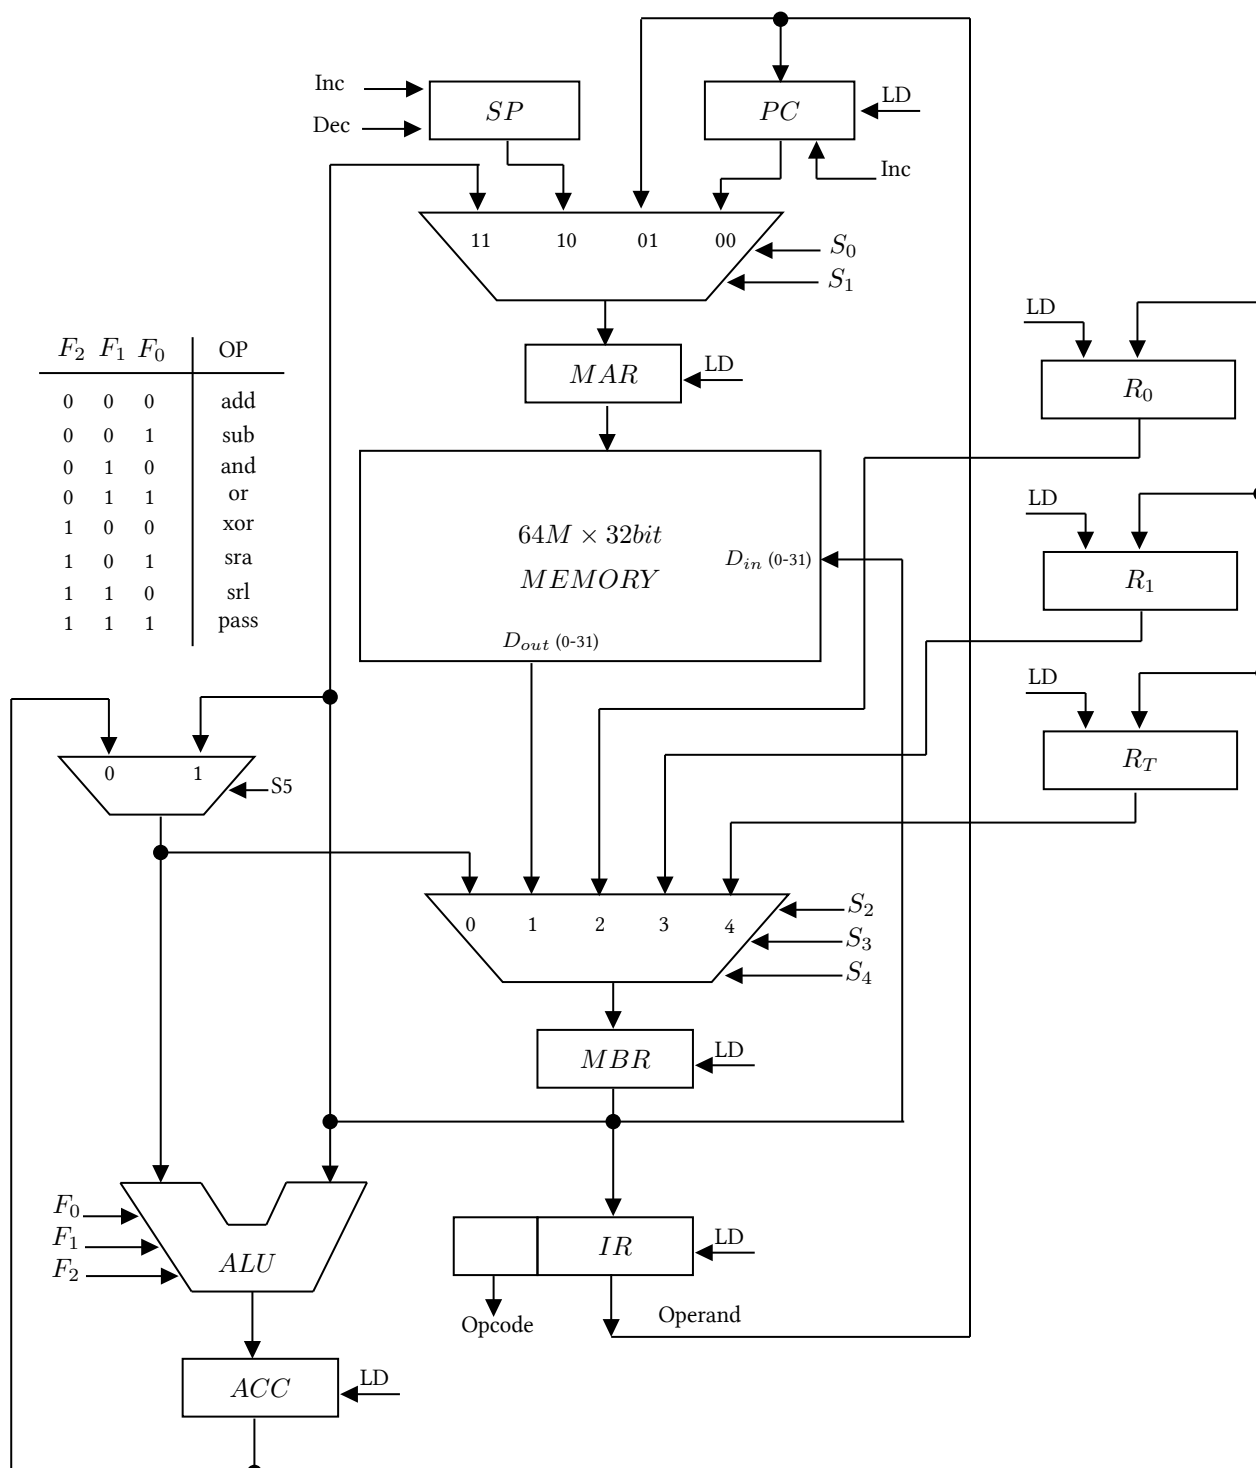 Inc
Dec
SP
PC
LD
Inc
11 10 01 00
S0
S1
MAR
LD
F2 F1 F0 OP
0 0 0 add
0 0 1 sub
0 1 0 and
0 1 1 or
1 0 0 xor
1 0 1 sra
1 1 0 srl
1 1 1 pass
64M × 32bit
MEMORY
Din (0-31)
Dout (0-31)
LD
R0
LD
R1
LD
RT
0 1
S5
0 1 2 3 4
S2
S3
S4
MBR
LD
F0
F1
F2
ALU
IR
LD
Opcode
Operand
ACC
LD